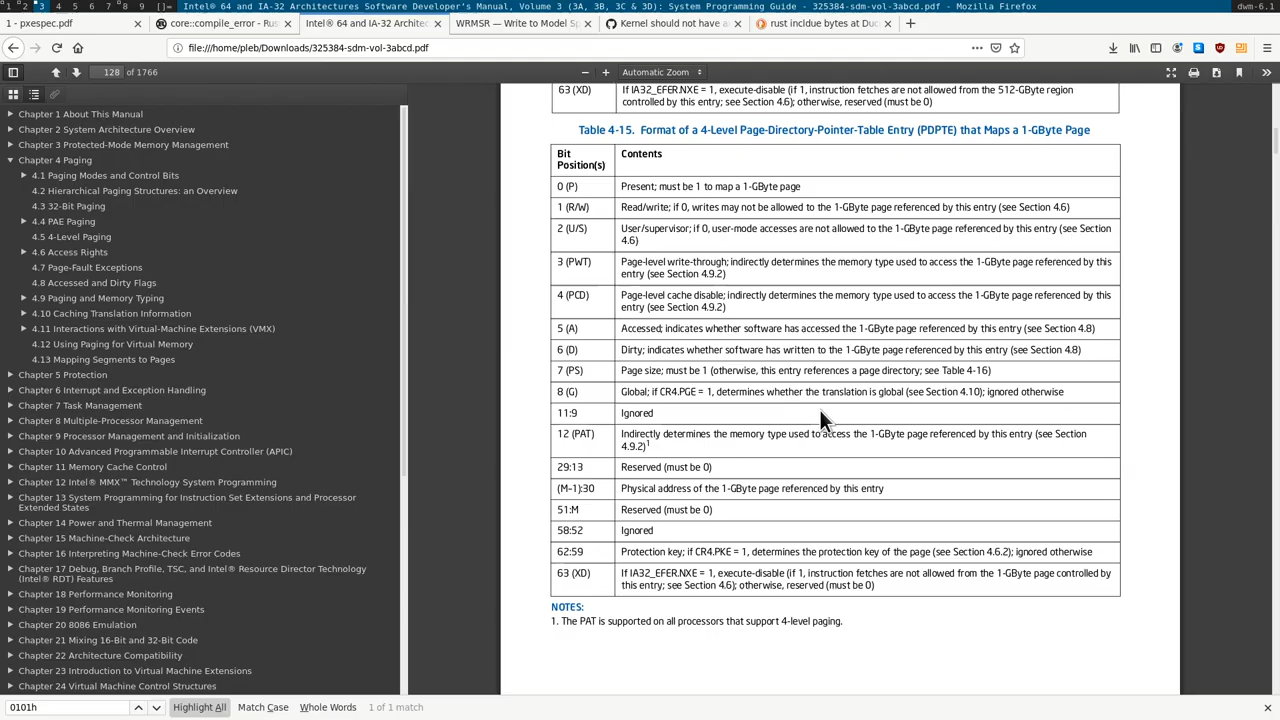 1 2 3 4 5 6 7 8 9 []= Intel® 64 and IA-32 Architectures Software Developer's Manual, Volume 3 (3A, 3B, 3C & 3D): System Programming Guide - 325384-sdm-vol-3abcd.pdf - Mozilla Firefox dwm-6.1
1 - pxespec.pdf × core::compile_error - Rus × Intel® 64 and IA-32 Architec × WRMSR — Write to Model Sp × Kernel should not have a × rust incldue bytes at Duc × +
file:///home/pleb/Downloads/325384-sdm-vol-3abcd.pdf
128 of 1766 − + Automatic Zoom
Chapter 1 About This Manual
Chapter 2 System Architecture Overview
Chapter 3 Protected-Mode Memory Management
Chapter 4 Paging
4.1 Paging Modes and Control Bits
4.2 Hierarchical Paging Structures: an Overview
4.3 32-Bit Paging
4.4 PAE Paging
4.5 4-Level Paging
4.6 Access Rights
4.7 Page-Fault Exceptions
4.8 Accessed and Dirty Flags
4.9 Paging and Memory Typing
4.10 Caching Translation Information
4.11 Interactions with Virtual-Machine Extensions (VMX)
4.12 Using Paging for Virtual Memory
4.13 Mapping Segments to Pages
Chapter 5 Protection
Chapter 6 Interrupt and Exception Handling
Chapter 7 Task Management
Chapter 8 Multiple-Processor Management
Chapter 9 Processor Management and Initialization
Chapter 10 Advanced Programmable Interrupt Controller (APIC)
Chapter 11 Memory Cache Control
Chapter 12 Intel® MMX™ Technology System Programming
Chapter 13 System Programming for Instruction Set Extensions and Processor
Extended States
Chapter 14 Power and Thermal Management
Chapter 15 Machine-Check Architecture
Chapter 16 Interpreting Machine-Check Error Codes
Chapter 17 Debug, Branch Profile, TSC, and Intel® Resource Director Technology
(Intel® RDT) Features
Chapter 18 Performance Monitoring
Chapter 19 Performance Monitoring Events
Chapter 20 8086 Emulation
Chapter 21 Mixing 16-Bit and 32-Bit Code
Chapter 22 Architecture Compatibility
Chapter 23 Introduction to Virtual Machine Extensions
Chapter 24 Virtual Machine Control Structures
63 (XD) If IA32_EFER.NXE = 1, execute-disable (if 1, instruction fetches are not allowed from the 512-GByte region
controlled by this entry; see Section 4.6); otherwise, reserved (must be 0)
Table 4-15. Format of a 4-Level Page-Directory-Pointer-Table Entry (PDPTE) that Maps a 1-GByte Page
Bit Contents
Position(s)
0 (P) Present; must be 1 to map a 1-GByte page
1 (R/W) Read/write; if 0, writes may not be allowed to the 1-GByte page referenced by this entry (see Section 4.6)
2 (U/S) User/supervisor; if 0, user-mode accesses are not allowed to the 1-GByte page referenced by this entry (see Section
4.6)
3 (PWT) Page-level write-through; indirectly determines the memory type used to access the 1-GByte page referenced by this
entry (see Section 4.9.2)
4 (PCD) Page-level cache disable; indirectly determines the memory type used to access the 1-GByte page referenced by this
entry (see Section 4.9.2)
5 (A) Accessed; indicates whether software has accessed the 1-GByte page referenced by this entry (see Section 4.8)
6 (D) Dirty; indicates whether software has written to the 1-GByte page referenced by this entry (see Section 4.8)
7 (PS) Page size; must be 1 (otherwise, this entry references a page directory; see Table 4-16)
8 (G) Global; if CR4.PGE = 1, determines whether the translation is global (see Section 4.10); ignored otherwise
11:9 Ignored
12 (PAT) Indirectly determines the memory type used to access the 1-GByte page referenced by this entry (see Section
4.9.2)1
29:13 Reserved (must be 0)
(M–1):30 Physical address of the 1-GByte page referenced by this entry
51:M Reserved (must be 0)
58:52 Ignored
62:59 Protection key; if CR4.PKE = 1, determines the protection key of the page (see Section 4.6.2); ignored otherwise
63 (XD) If IA32_EFER.NXE = 1, execute-disable (if 1, instruction fetches are not allowed from the 1-GByte page controlled by
this entry; see Section 4.6); otherwise, reserved (must be 0)
NOTES:
1. The PAT is supported on all processors that support 4-level paging.
0101h Highlight All Match Case Whole Words 1 of 1 match